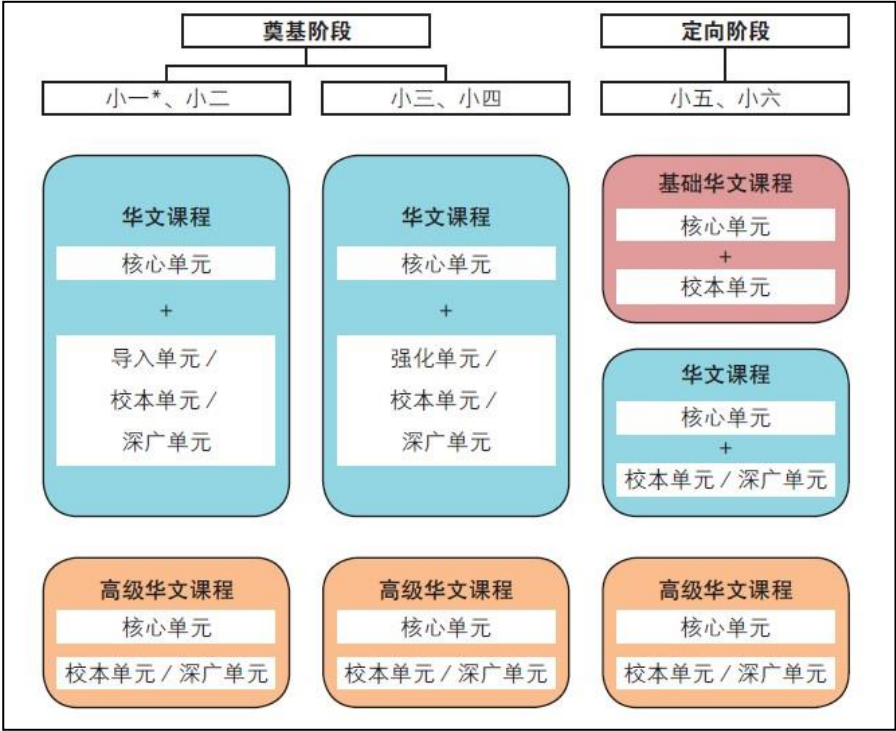 奠基阶段
定向阶段
小一*、小二
小三、小四
小五、小六
华文课程
核心单元
+
导入单元 /
校本单元 /
深广单元
华文课程
核心单元
+
强化单元 /
校本单元 /
深广单元
基础华文课程
核心单元
+
校本单元
华文课程
核心单元
+
校本单元 / 深广单元
高级华文课程
核心单元
校本单元 / 深广单元
高级华文课程
核心单元
校本单元 / 深广单元
高级华文课程
核心单元
校本单元 / 深广单元